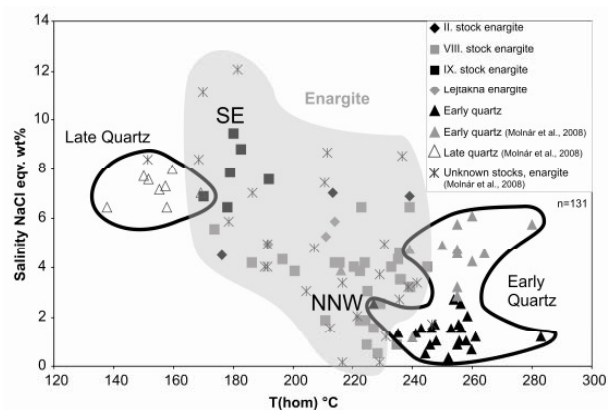 14
12
10
8
6
4
2
0
Salinity NaCl eqv. wt%
120
140
160
180
200
220
240
260
280
300
T(hom) °C
Late Quartz
SE
Enargite
NNW
Early
Quartz
n=131
II. stock enargite
VIII. stock enargite
IX. stock enargite
Lejtakna enargite
Early quartz
Early quartz (Molnár et al., 2008)
Late quartz (Molnár et al., 2008)
Unknown stocks, enargite
(Molnár et al., 2008)